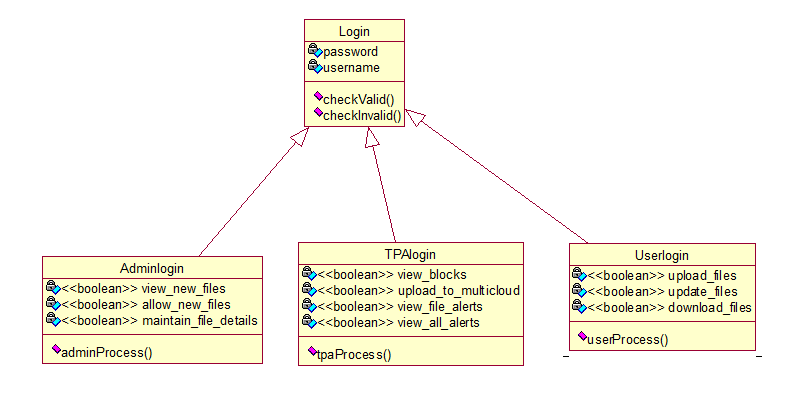 Login
password
username
checkValid()
checkInvalid()
Adminlogin
<<boolean>> view_new_files
<<boolean>> allow_new_files
<<boolean>> maintain_file_details
adminProcess()
TPAlogin
<<boolean>> view_blocks
<<boolean>> upload_to_multicloud
<<boolean>> view_file_alerts
<<boolean>> view_all_alerts
tpaProcess()
Userlogin
<<boolean>> upload_files
<<boolean>> update_files
<<boolean>> download_files
userProcess()